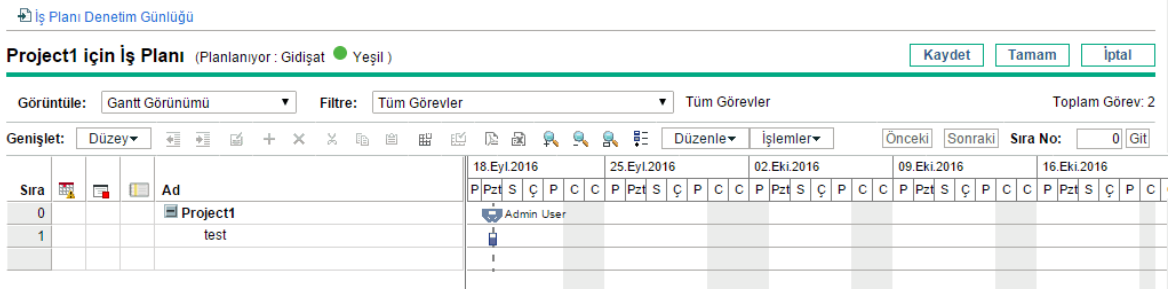 İş Planı Denetim Günlüğü
Project1 için İş Planı (Planlanıyor : Gidişat Yeşil )
Kaydet Tamam İptal
Görüntüle: Gantt Görünümü Filtre: Tüm Görevler Tüm Görevler Toplam Görev: 2
Genişlet: Düzey Düzenle İşlemler Önceki Sonraki Sıra No: 0 Git
18.Eyl.2016 25.Eyl.2016 02.Eki.2016 09.Eki.2016 16.Eki.2016
Sıra Ad P Pzt S Ç P C C P Pzt S Ç P C C P Pzt S Ç P C C P Pzt S Ç P C C P Pzt S Ç P C
0 Project1 Admin User
1 test